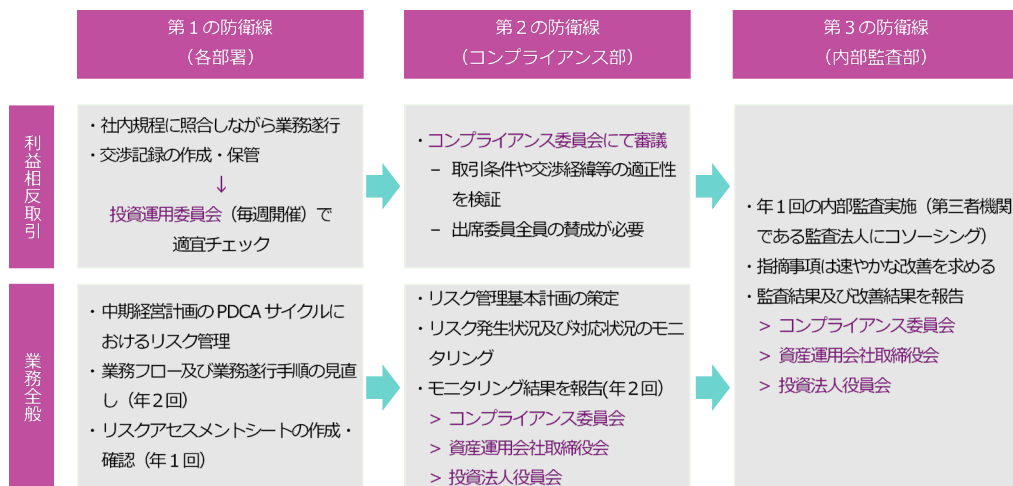 第１の防衛線
（各部署）
第２の防衛線
（コンプライアンス部）
第３の防衛線
（内部監査部）
利益相反取引
・社内規程に照合しながら業務遂行
・交渉記録の作成・保管
↓
投資運用委員会（毎週開催）で
適宜チェック
・コンプライアンス委員会にて審議
– 取引条件や交渉経緯等の適正性
を検証
– 出席委員全員の賛成が必要
業務全般
・中期経営計画の PDCA サイクルに
おけるリスク管理
・業務フロー及び業務遂行手順の見直
し（年２回）
・リスクアセスメントシートの作成・
確認（年１回）
・リスク管理基本計画の策定
・リスク発生状況及び対応状況のモニ
タリング
・モニタリング結果を報告(年２回）
> コンプライアンス委員会
> 資産運用会社取締役会
> 投資法人役員会
・年１回の内部監査実施（第三者機関
である監査法人にコソーシング）
・指摘事項は速やかな改善を求める
・監査結果及び改善結果を報告
> コンプライアンス委員会
> 資産運用会社取締役会
> 投資法人役員会